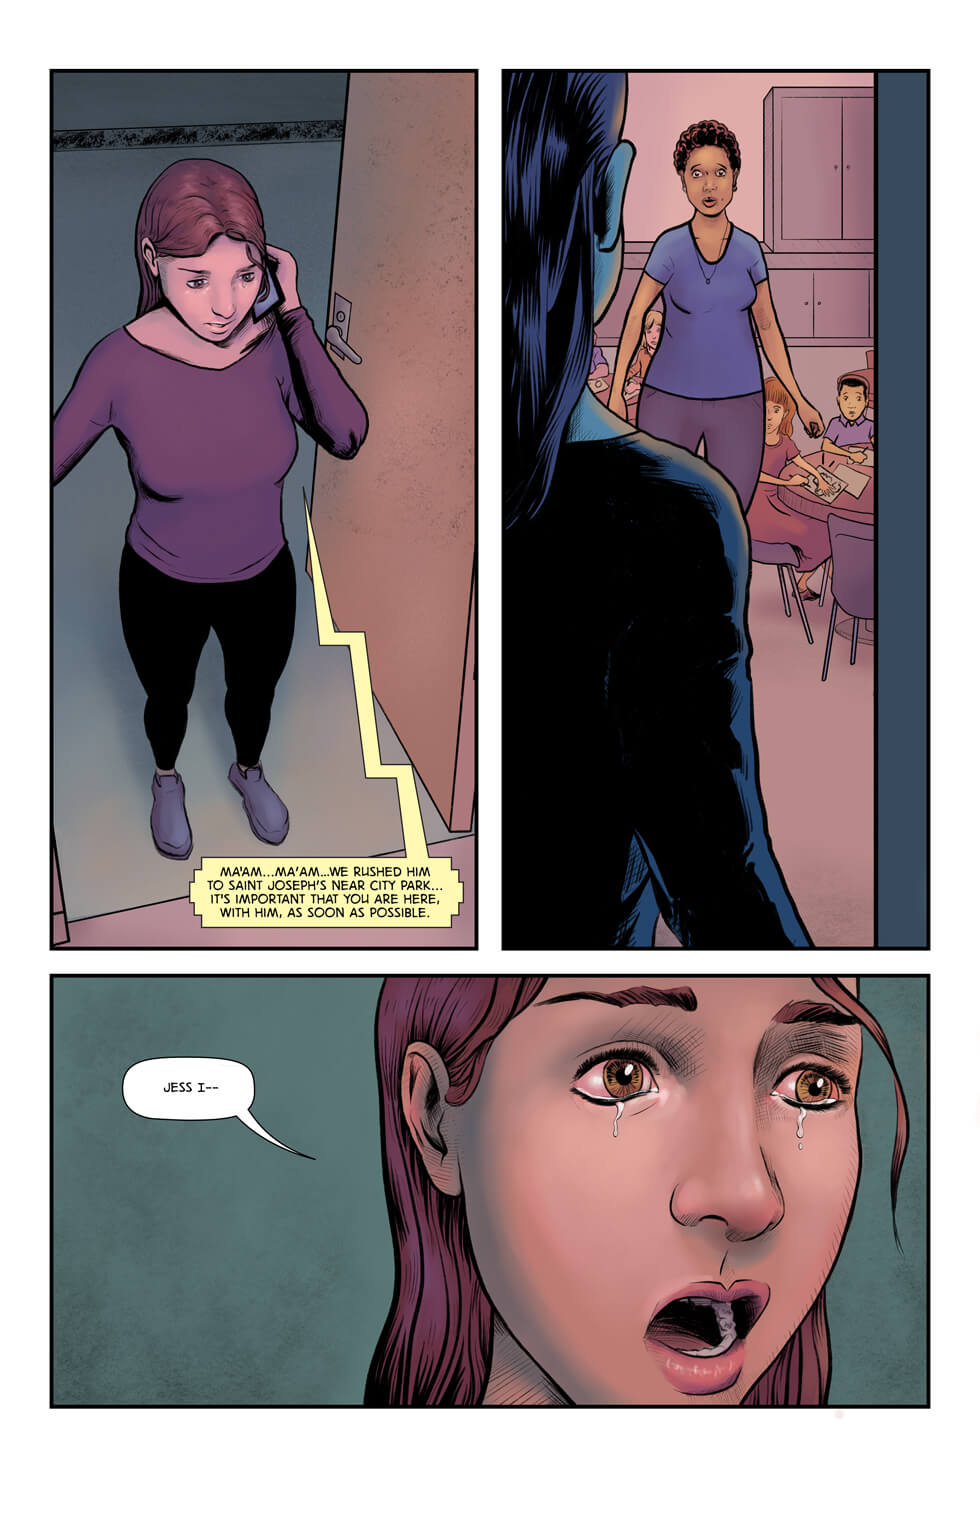 MA'AM...MA'AM...WE RUSHED HIM
TO SAINT JOSEPH'S NEAR CITY PARK...
IT'S IMPORTANT THAT YOU ARE HERE,
WITH HIM, AS SOON AS POSSIBLE.
JESS I--